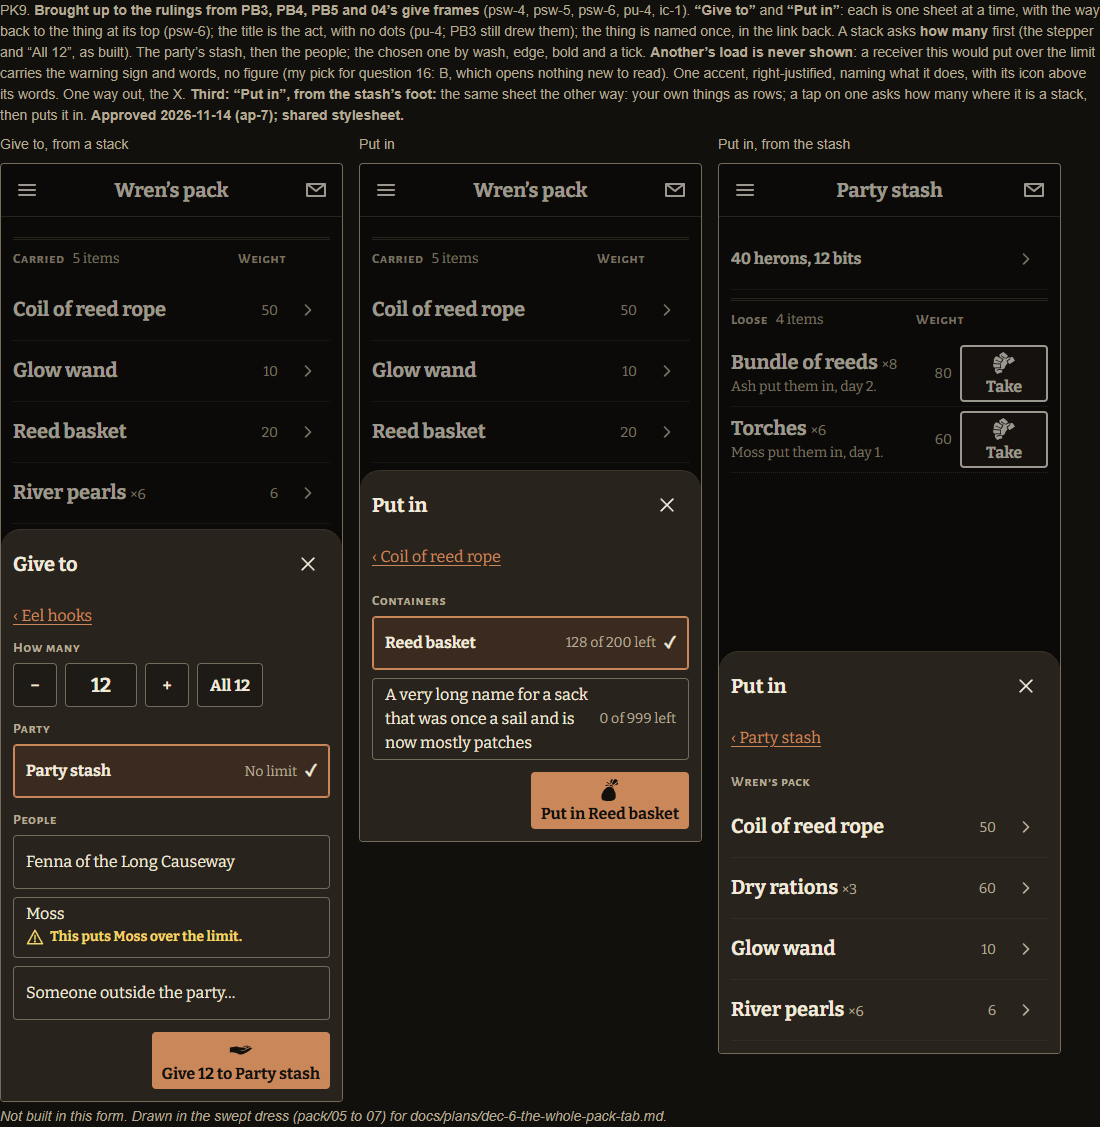 PK9. Brought up to the rulings from PB3, PB4, PB5 and 04’s give frames (psw-4, psw-5, psw-6, pu-4, ic-1). “Give to” and “Put in”: each is one sheet at a time, with the way
back to the thing at its top (psw-6); the title is the act, with no dots (pu-4; PB3 still drew them); the thing is named once, in the link back. A stack asks how many first (the stepper
and “All 12”, as built). The party’s stash, then the people; the chosen one by wash, edge, bold and a tick. Another’s load is never shown: a receiver this would put over the limit
carries the warning sign and words, no figure (my pick for question 16: B, which opens nothing new to read). One accent, right-justified, naming what it does, with its icon above
its words. One way out, the X. Third: “Put in”, from the stash’s foot: the same sheet the other way: your own things as rows; a tap on one asks how many where it is a stack,
then puts it in. Approved 2026-11-14 (ap-7); shared stylesheet.
Give to, from a stack
Wren’s pack
Carried 5 items Weight
Coil of reed rope 50
Glow wand 10
Reed basket 20
River pearls ×6 6
Give to
‹ Eel hooks
How many
− 12 + All 12
Party
Party stash No limit
People
Fenna of the Long Causeway
Moss
This puts Moss over the limit.
Someone outside the party…
Give 12 to Party stash
Put in
Wren’s pack
Carried 5 items Weight
Coil of reed rope 50
Glow wand 10
Reed basket 20
Put in
‹ Coil of reed rope
Containers
Reed basket 128 of 200 left
A very long name for a sack
that was once a sail and is 0 of 999 left
now mostly patches
Put in Reed basket
Put in, from the stash
Party stash
40 herons, 12 bits
Loose 4 items Weight
Bundle of reeds ×8 80
Ash put them in, day 2.
Take
Torches ×6 60
Moss put them in, day 1.
Take
Put in
‹ Party stash
Wren’s pack
Coil of reed rope 50
Dry rations ×3 60
Glow wand 10
River pearls ×6 6
Not built in this form. Drawn in the swept dress (pack/05 to 07) for docs/plans/dec-6-the-whole-pack-tab.md.